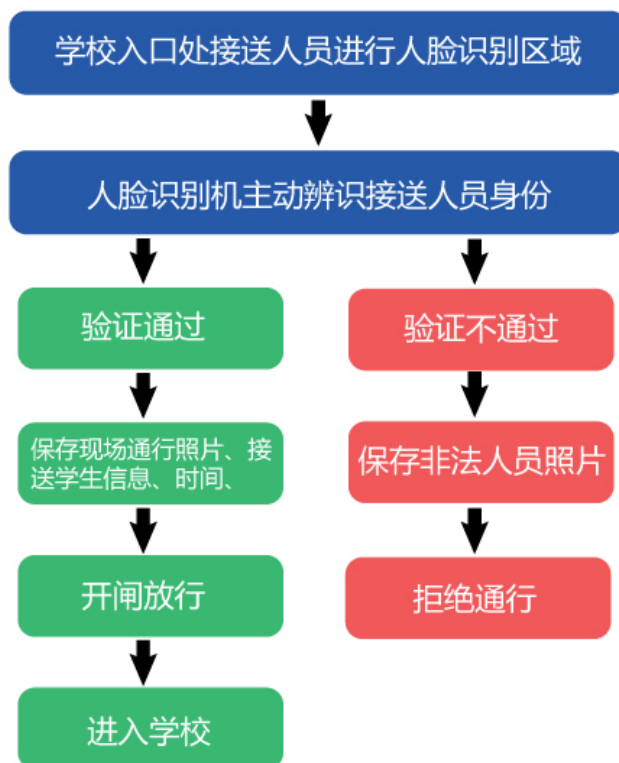 学校入口处接送人员进行人脸识别区域
人脸识别机主动辨识接送人员身份
验证通过
验证不通过
保存现场通行照片、接
送学生信息、时间、
保存非法人员照片
开闸放行
拒绝通行
进入学校